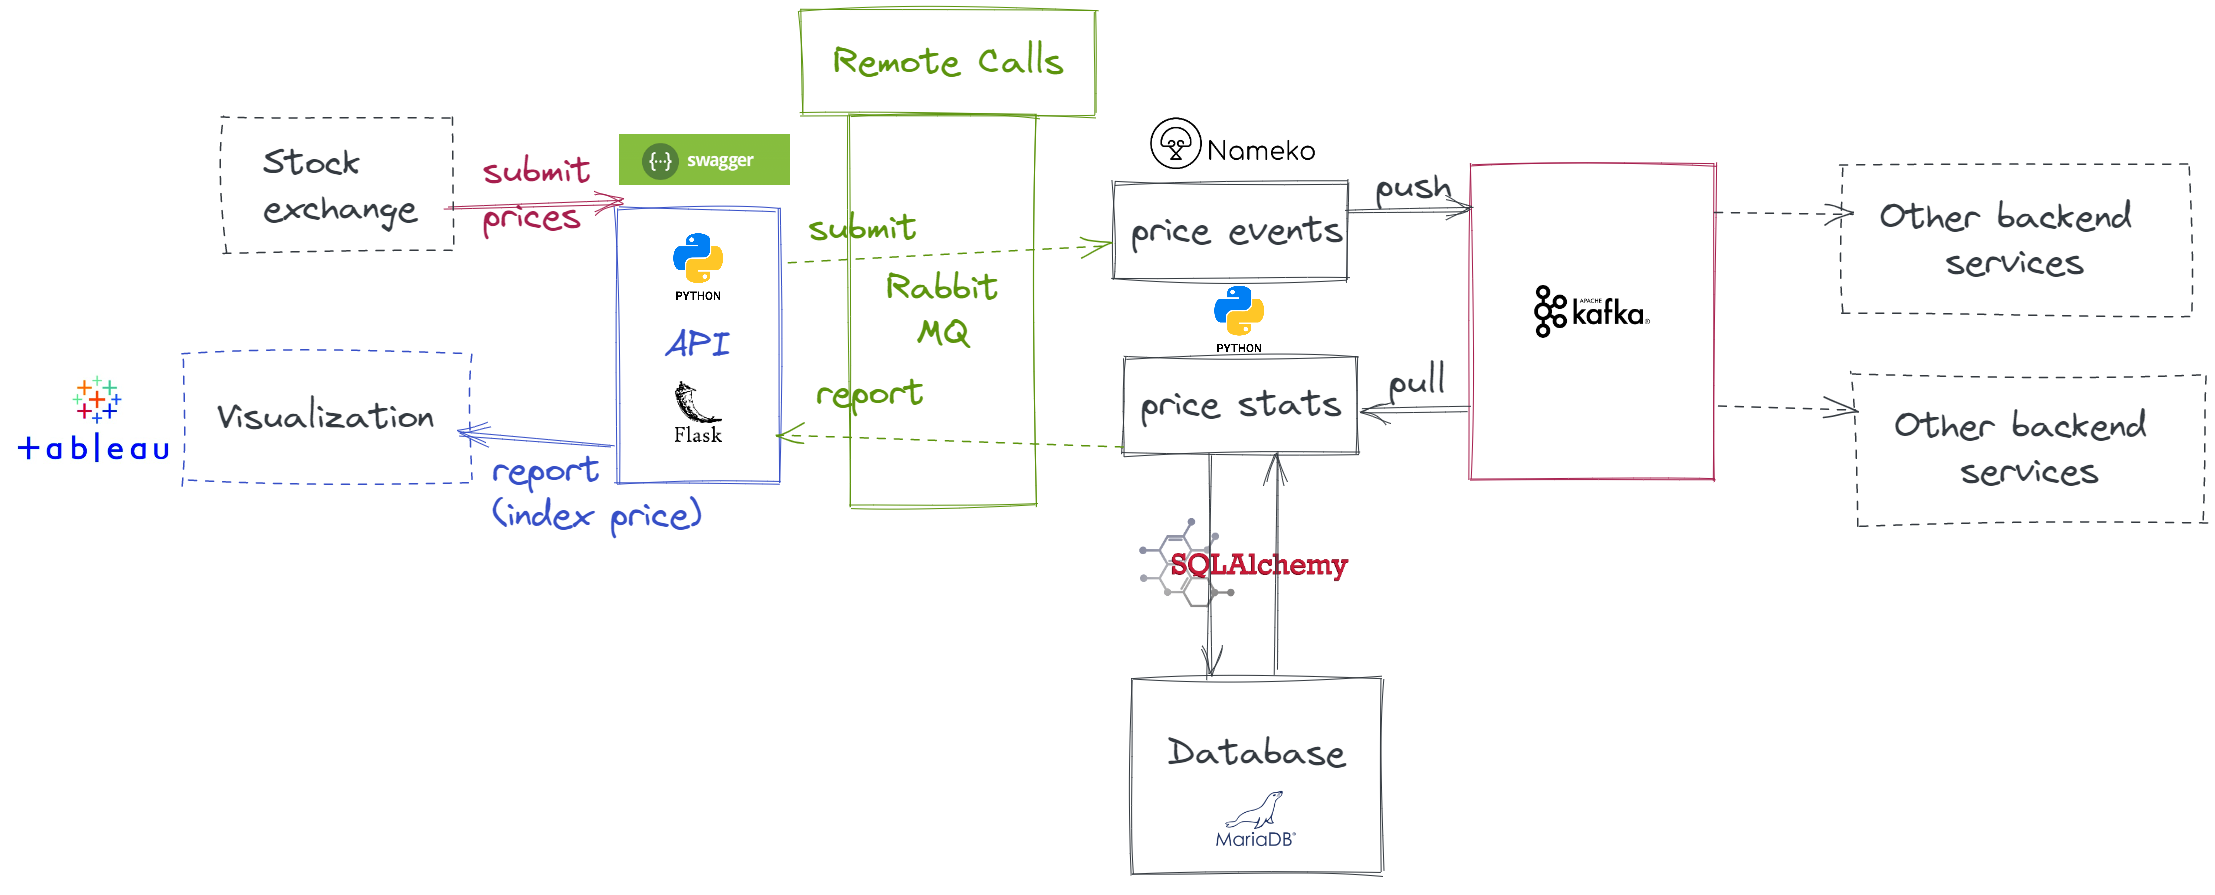 Remote Calls
Stock
exchange
submit
prices
{···} swagger
PYTHON
API
Flask
submit
Rabbit
MQ
report
Nameko
price events
PYTHON
price stats
push
pull
APACHE
kafka®
Other backend
services
Other backend
services
+ableau
Visualization
report
(index price)
SQLAlchemy
Database
MariaDB®